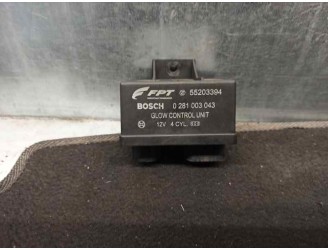 FPT 55203394
BOSCH 0 281 003 043
GLOW CONTROL UNIT
12V 4 CYL.